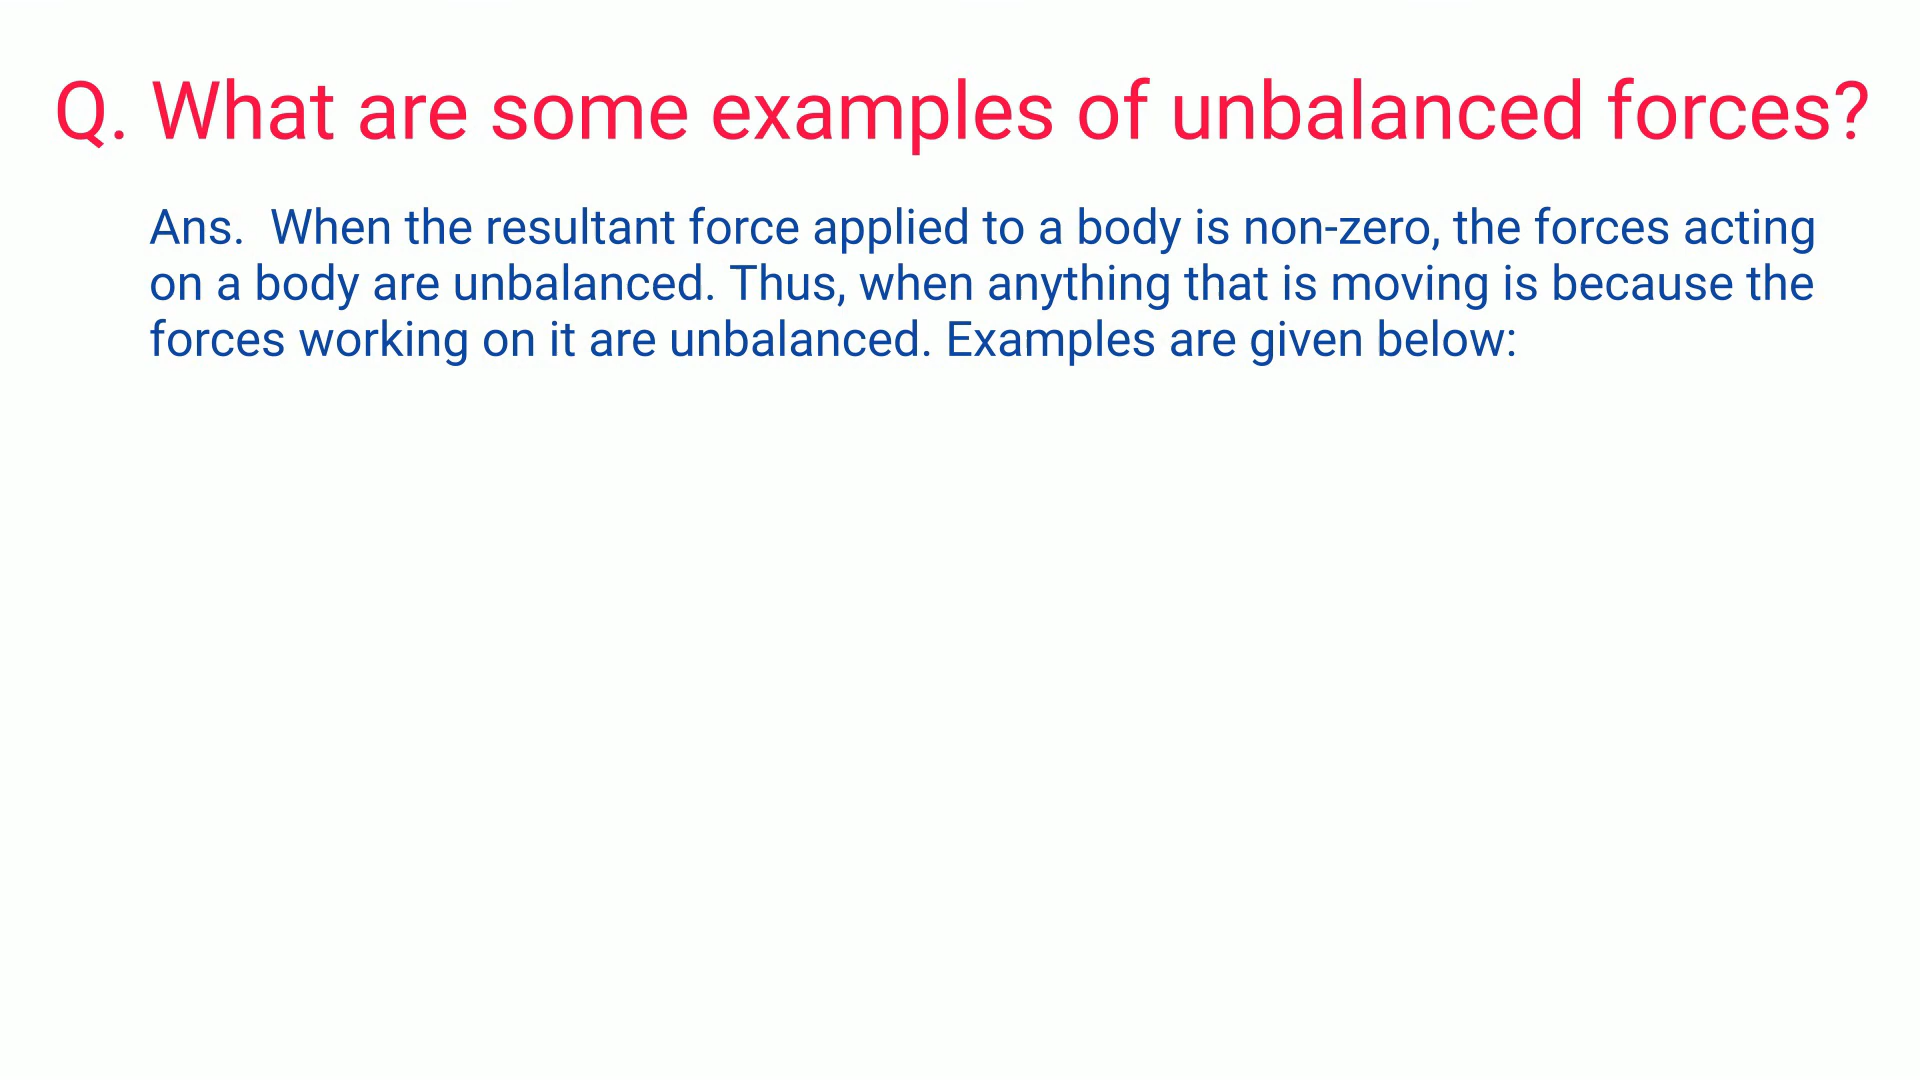 Q. What are some examples of unbalanced forces?
Ans.  When the resultant force applied to a body is non-zero, the forces acting
on a body are unbalanced. Thus, when anything that is moving is because the
forces working on it are unbalanced. Examples are given below: